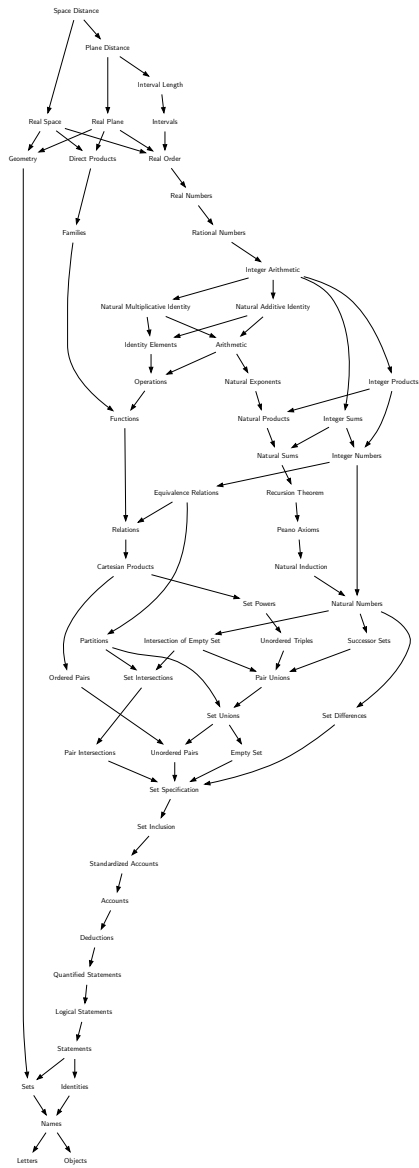 Space Distance
Plane Distance
Interval Length
Real Space
Real Plane
Intervals
Geometry
Direct Products
Real Order
Real Numbers
Families
Rational Numbers
Integer Arithmetic
Natural Multiplicative Identity
Natural Additive Identity
Identity Elements
Arithmetic
Operations
Natural Exponents
Integer Products
Functions
Natural Products
Integer Sums
Natural Sums
Integer Numbers
Equivalence Relations
Recursion Theorem
Relations
Peano Axioms
Cartesian Products
Natural Induction
Set Powers
Natural Numbers
Partitions
Intersection of Empty Set
Unordered Triples
Successor Sets
Ordered Pairs
Set Intersections
Pair Unions
Set Unions
Set Differences
Pair Intersections
Unordered Pairs
Empty Set
Set Specification
Set Inclusion
Standardized Accounts
Accounts
Deductions
Quantified Statements
Logical Statements
Statements
Sets
Identities
Names
Letters
Objects